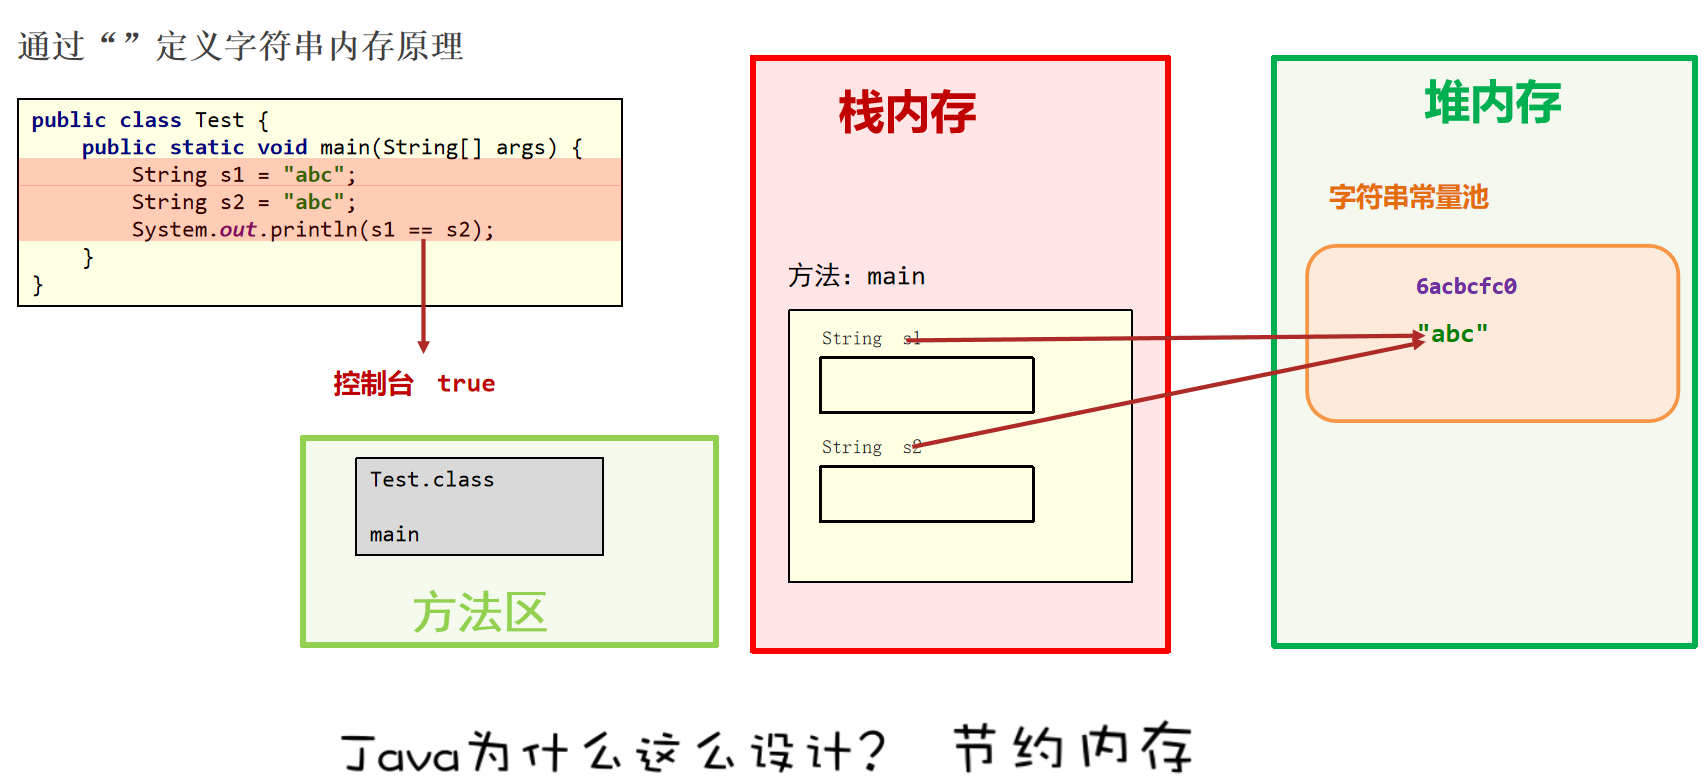 通过“”定义字符串内存原理
public class Test {
public static void main(String[] args) {
String s1 = "abc";
String s2 = "abc";
System.out.println(s1 == s2);
}
}
控制台 true
Test.class
main
方法区
栈内存
方法：main
String s1
String s2
堆内存
字符串常量池
6acbcfc0
"abc"
Java为什么这么设计？ 节约内存